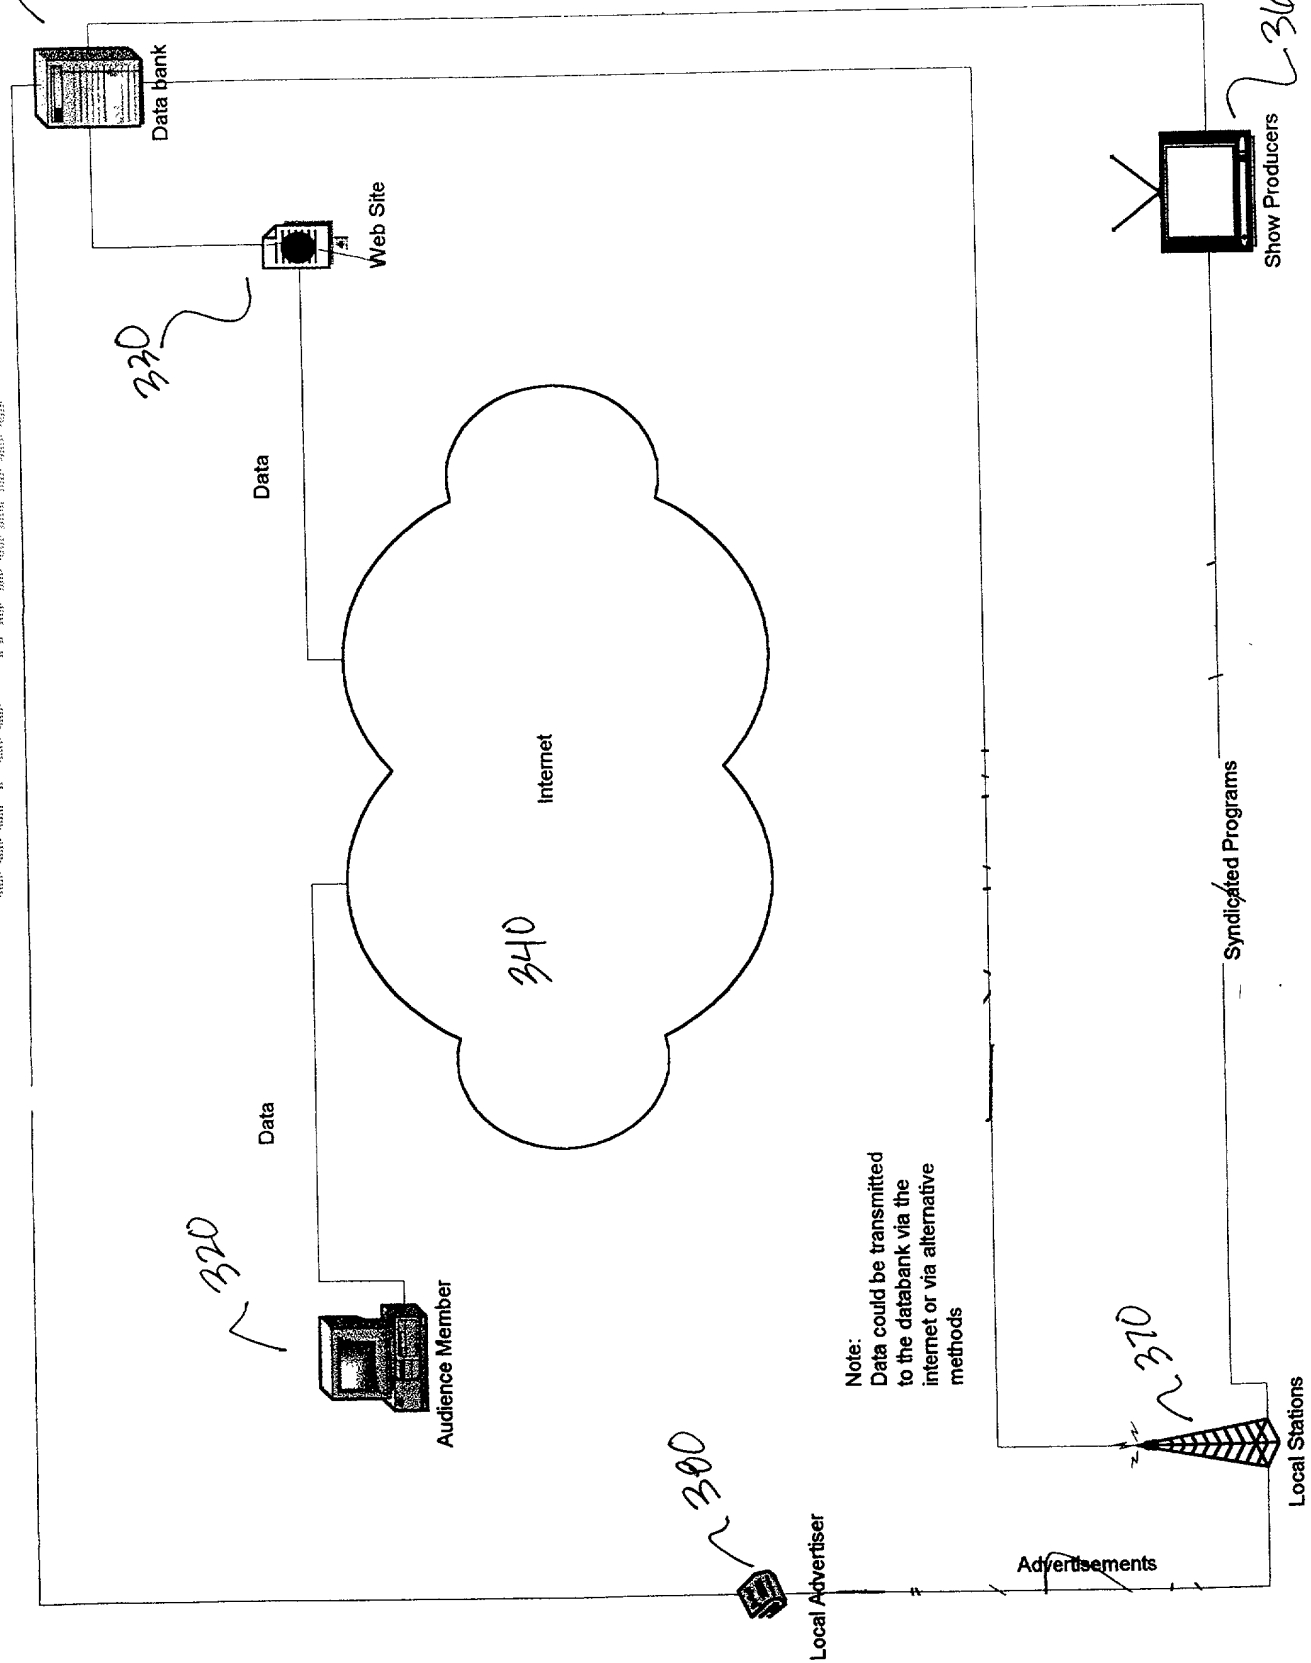 Data bank
Web Site
330
Data
Internet
340
Data
320
Audience Member
Note:
Data could be transmitted
to the databank via the
internet or via alternative
methods
Show Producers
Syndicated Programs
370
Local Stations
Local Advertiser
Advertisements